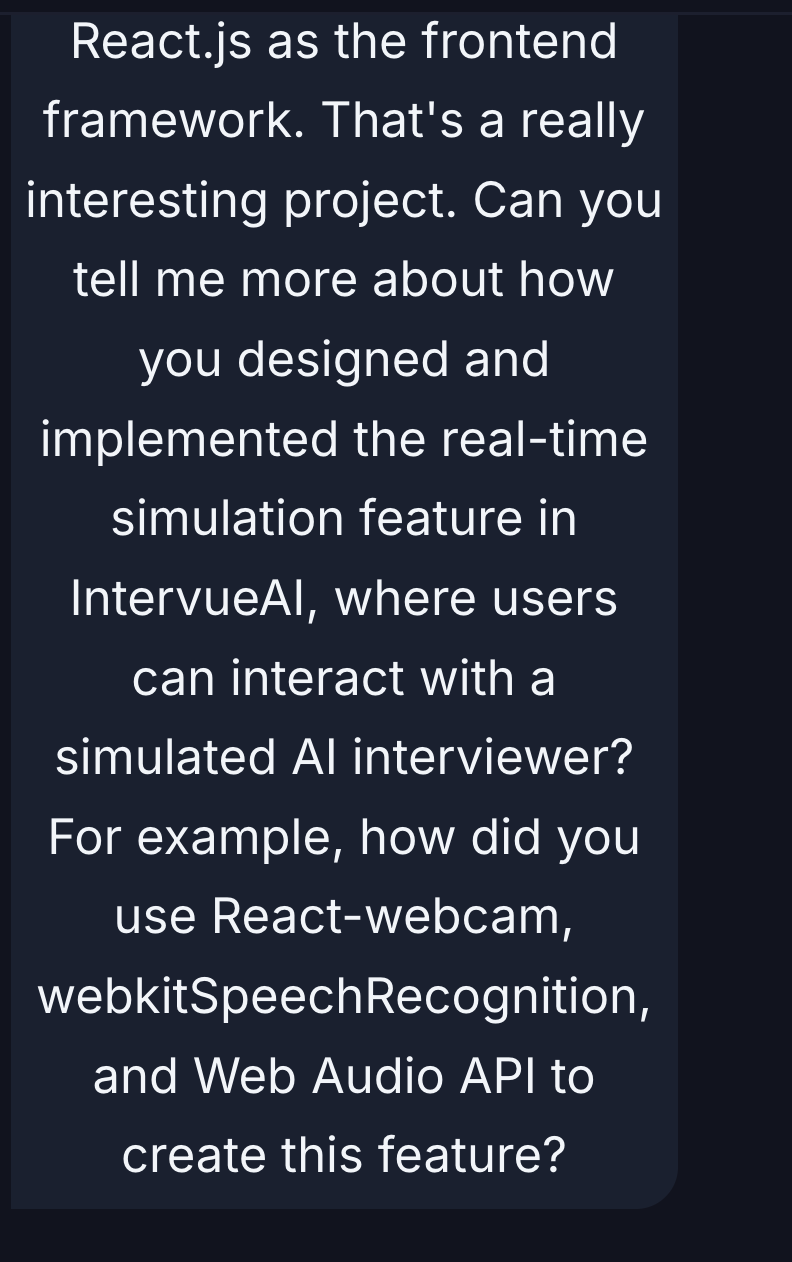 React.js as the frontend
framework. That's a really
interesting project. Can you
tell me more about how
you designed and
implemented the real-time
simulation feature in
IntervueAI, where users
can interact with a
simulated AI interviewer?
For example, how did you
use React-webcam,
webkitSpeechRecognition,
and Web Audio API to
create this feature?